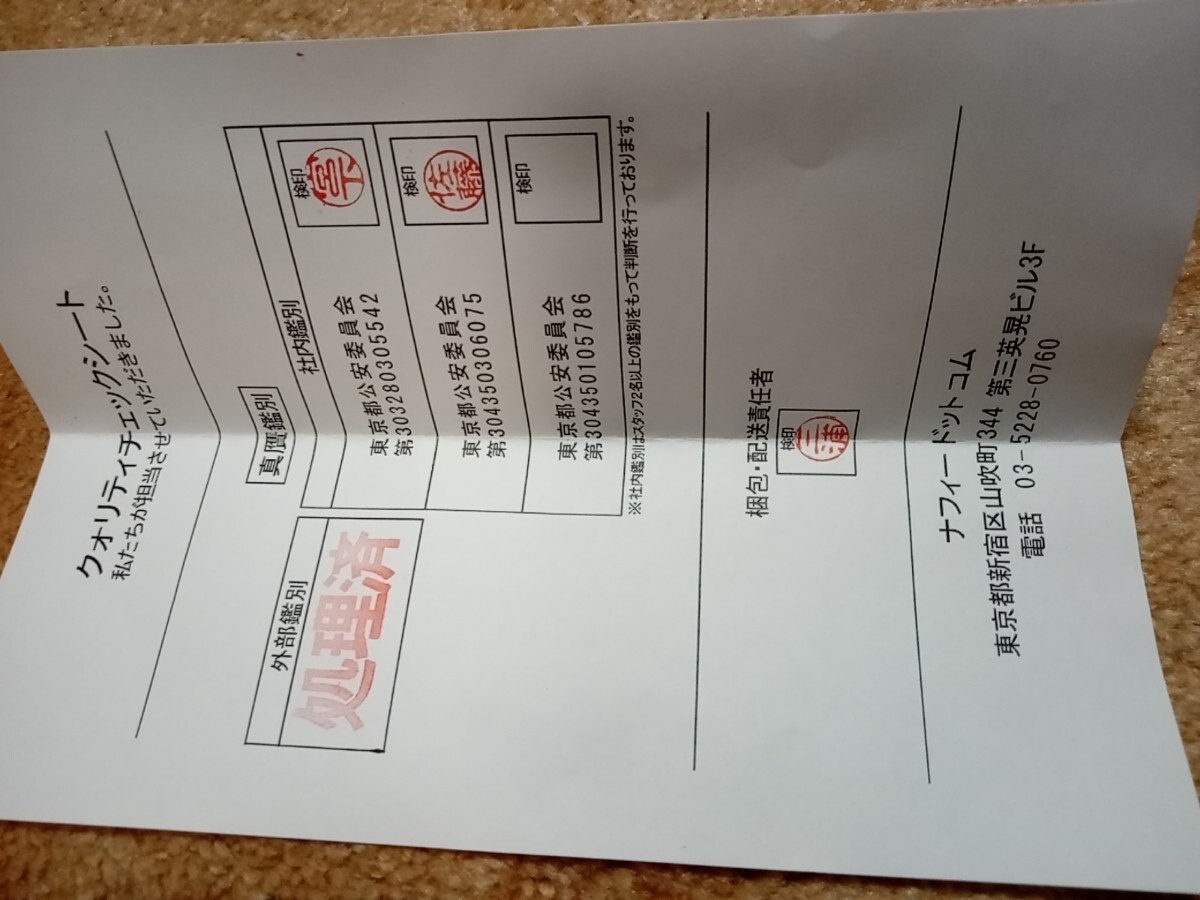 クォリティチェックシート
私たちが担当させていただきました。
真贋鑑別
外部鑑別
処理済
社内鑑別
東京都公安委員会
第303280305542
検印
宮下
東京都公安委員会
第304350306075
検印
佐藤
東京都公安委員会
第304350105786
検印
※社内鑑別はスタッフ2名以上の鑑別をもって判断を行っております。
梱包・配送責任者
検印
三浦
ナフィードットコム
東京都新宿区山吹町344 第三英晃ビル3F
電話 03-5228-0760